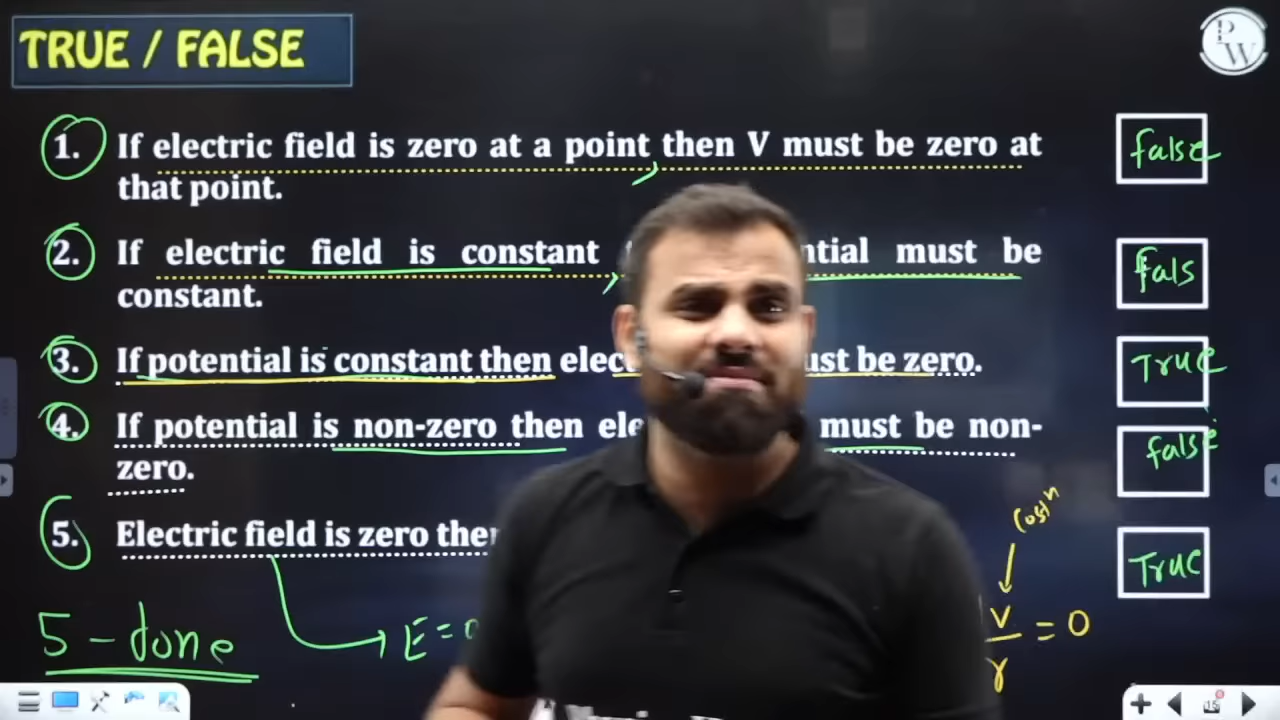 TRUE / FALSE
PW
1. If electric field is zero at a point then V must be zero at
that point.
false
2. If electric field is constant ntial must be
constant.
fals
3. If potential is constant then elec ust be zero.
True
4. If potential is non-zero then ele must be non-
zero.
false
5. Electric field is zero then
True
5 - done
E = 0
v
r
= 0